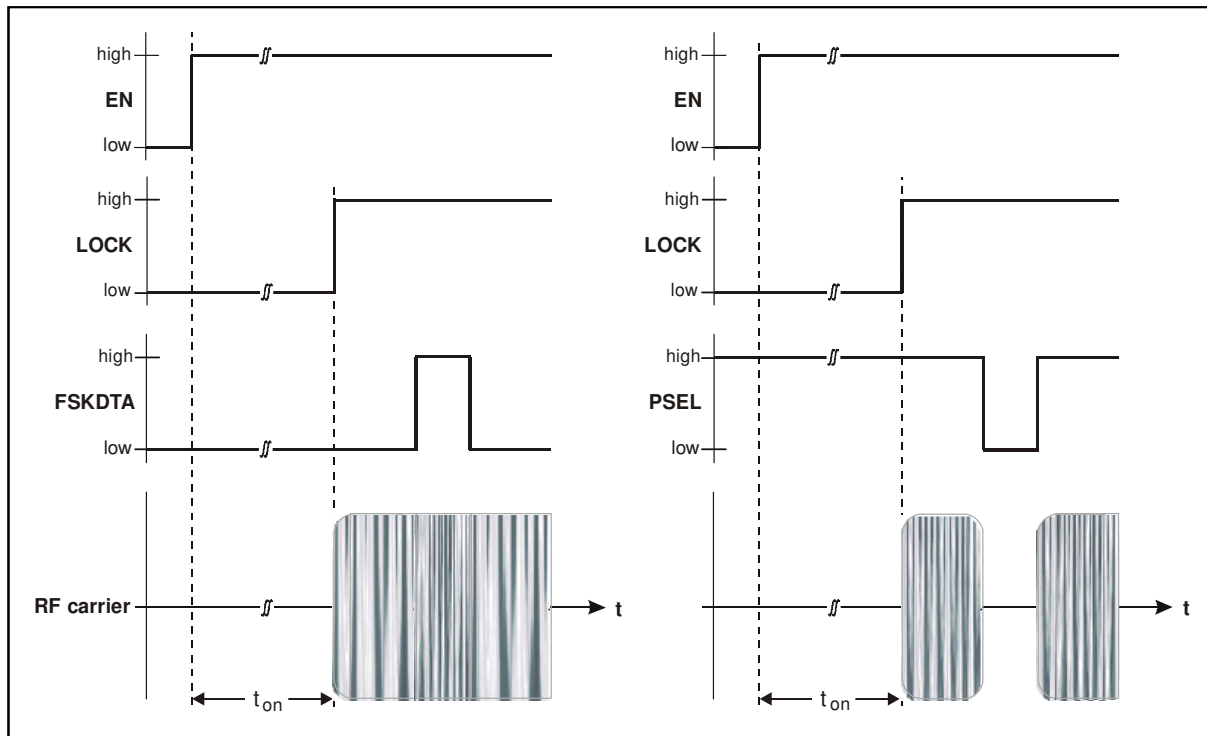 high
EN
low
high
LOCK
low
high
FSKDTA
low
RF carrier
t
t on
high
EN
low
high
LOCK
low
high
PSEL
low
t
t on